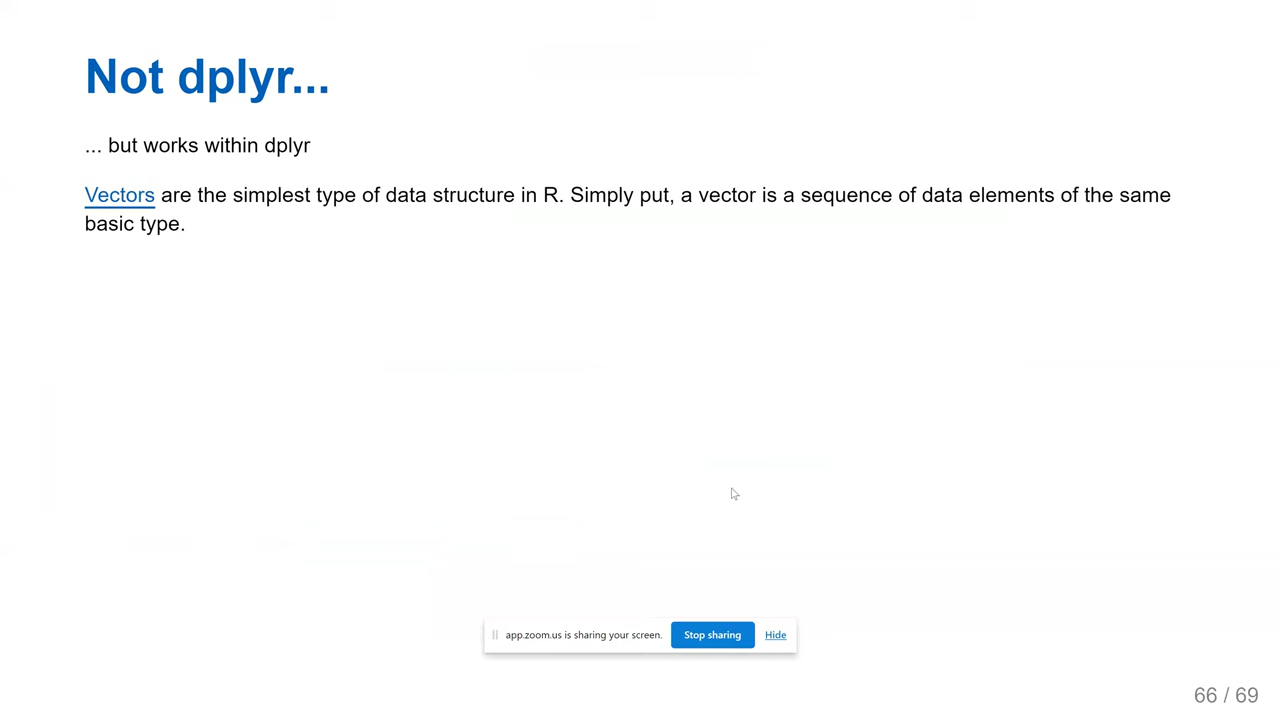 Not dplyr...
... but works within dplyr
Vectors are the simplest type of data structure in R. Simply put, a vector is a sequence of data elements of the same
basic type.
app.zoom.us is sharing your screen. Stop sharing Hide
66 / 69